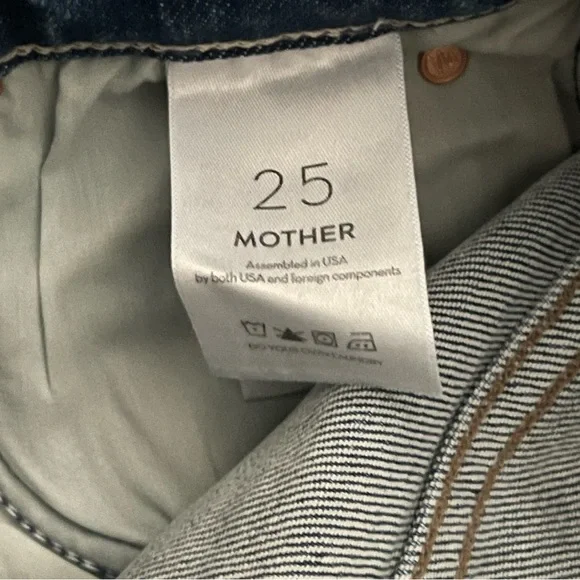 25
MOTHER
Assembled in USA
by both USA and foreign components
DO YOUR OWN LAUNDRY